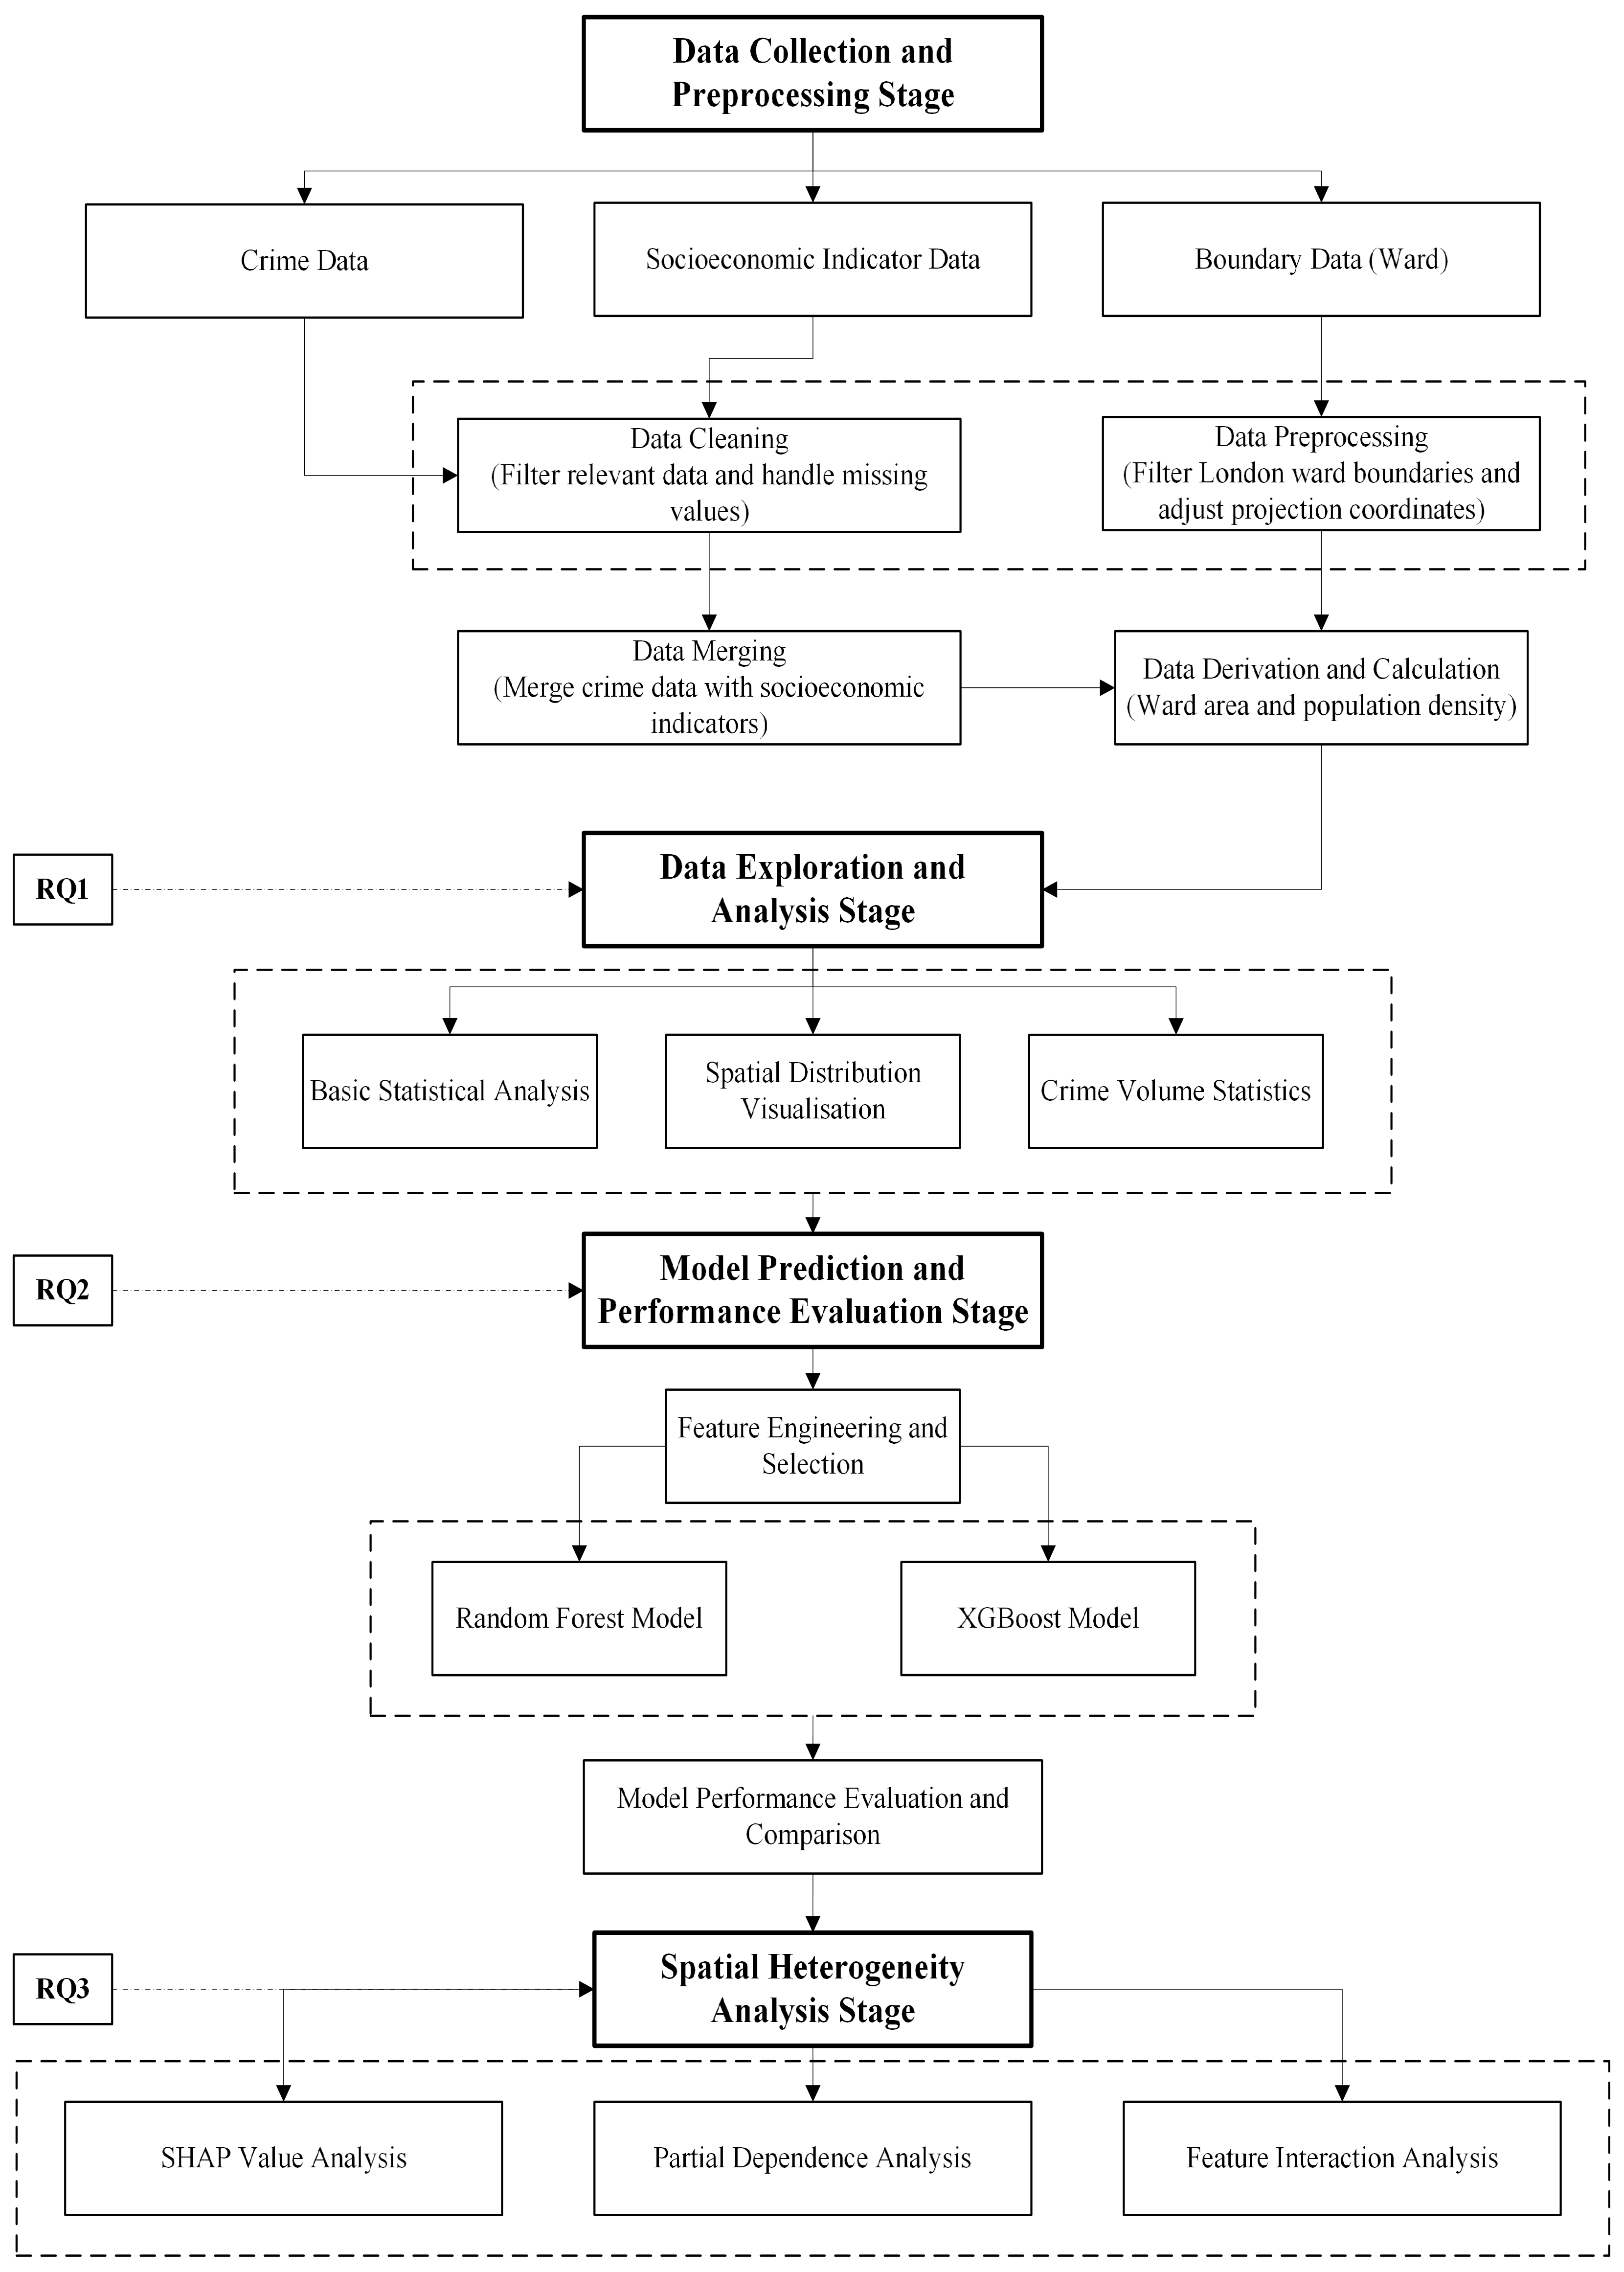 Data Collection and
Preprocessing Stage
Crime Data
Socioeconomic Indicator Data
Boundary Data (Ward)
Data Cleaning
(Filter relevant data and handle missing
values)
Data Preprocessing
(Filter London ward boundaries and
adjust projection coordinates)
Data Merging
(Merge crime data with socioeconomic
indicators)
Data Derivation and Calculation
(Ward area and population density)
RQ1
Data Exploration and
Analysis Stage
Basic Statistical Analysis
Spatial Distribution
Visualisation
Crime Volume Statistics
RQ2
Model Prediction and
Performance Evaluation Stage
Feature Engineering and
Selection
Random Forest Model
XGBoost Model
Model Performance Evaluation and
Comparison
RQ3
Spatial Heterogeneity
Analysis Stage
SHAP Value Analysis
Partial Dependence Analysis
Feature Interaction Analysis